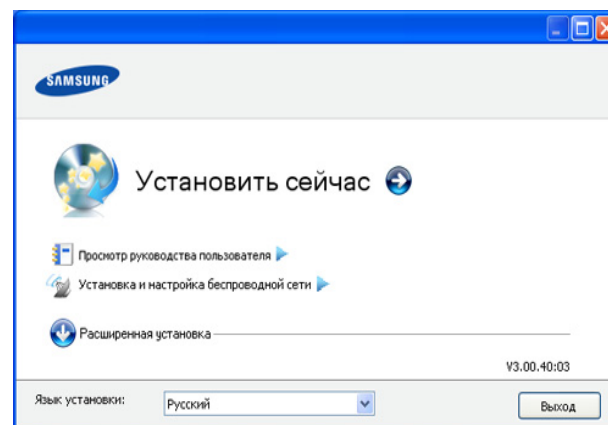 SAMSUNG
Установить сейчас
Просмотр руководства пользователя
Установка и настройка беспроводной сети
Расширенная установка
V3.00.40:03
Язык установки: Русский Выход